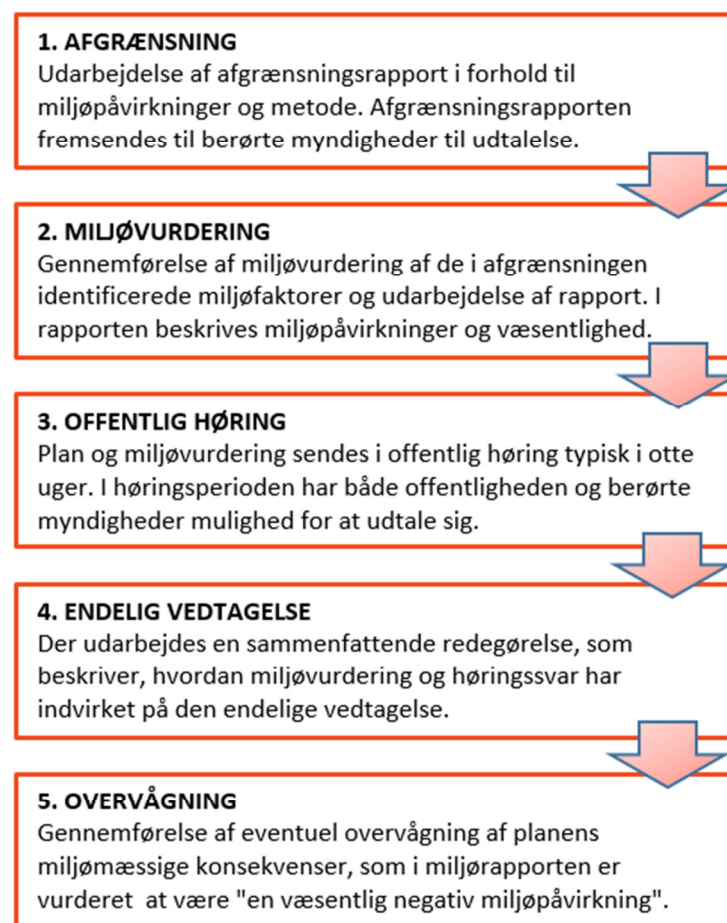 1. AFGRÆNSNING
Udarbejdelse af afgrænsningsrapport i forhold til
miljøpåvirkninger og metode. Afgrænsningsrapporten
fremsendes til berørte myndigheder til udtalelse.
2. MILJØVURDERING
Gennemførelse af miljøvurdering af de i afgrænsningen
identificerede miljøfaktorer og udarbejdelse af rapport. I
rapporten beskrives miljøpåvirkninger og væsentlighed.
3. OFFENTLIG HØRING
Plan og miljøvurdering sendes i offentlig høring typisk i otte
uger. I høringsperioden har både offentligheden og berørte
myndigheder mulighed for at udtale sig.
4. ENDELIG VEDTAGELSE
Der udarbejdes en sammenfattende redegørelse, som
beskriver, hvordan miljøvurdering og høringssvar har
indvirket på den endelige vedtagelse.
5. OVERVÅGNING
Gennemførelse af eventuel overvågning af planens
miljømæssige konsekvenser, som i miljørapporten er
vurderet at være "en væsentlig negativ miljøpåvirkning".